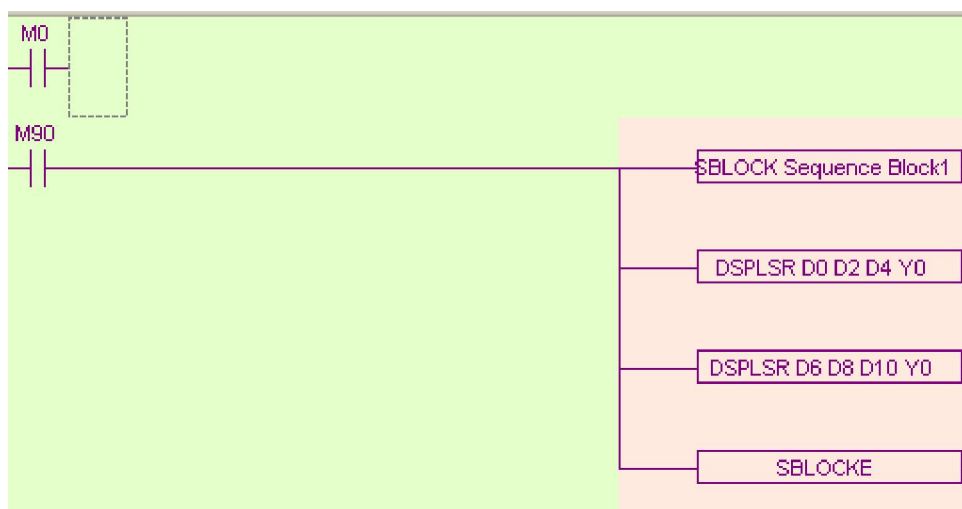 M0
M90
SBLOCK Sequence Block1
DSPLSR D0 D2 D4 Y0
DSPLSR D6 D8 D10 Y0
SBLOCKE